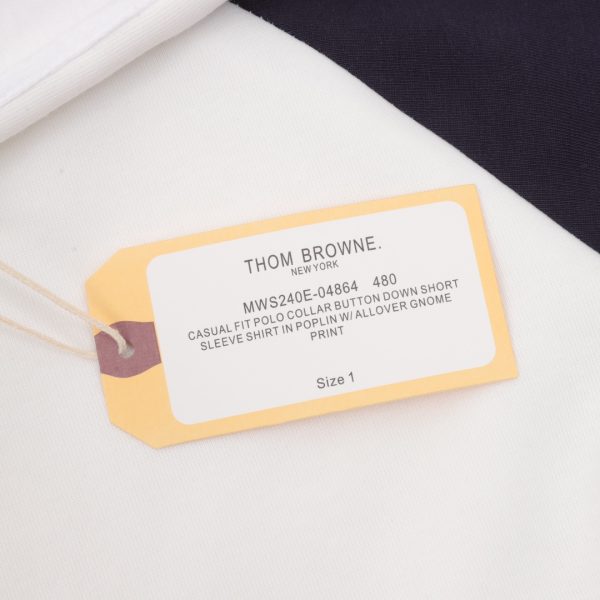 THOM BROWNE.
NEW YORK
MWS240E-04864 480
CASUAL FIT POLO COLLAR BUTTON DOWN SHORT
SLEEVE SHIRT IN POPLIN W/ ALLOVER GNOME
PRINT
Size 1